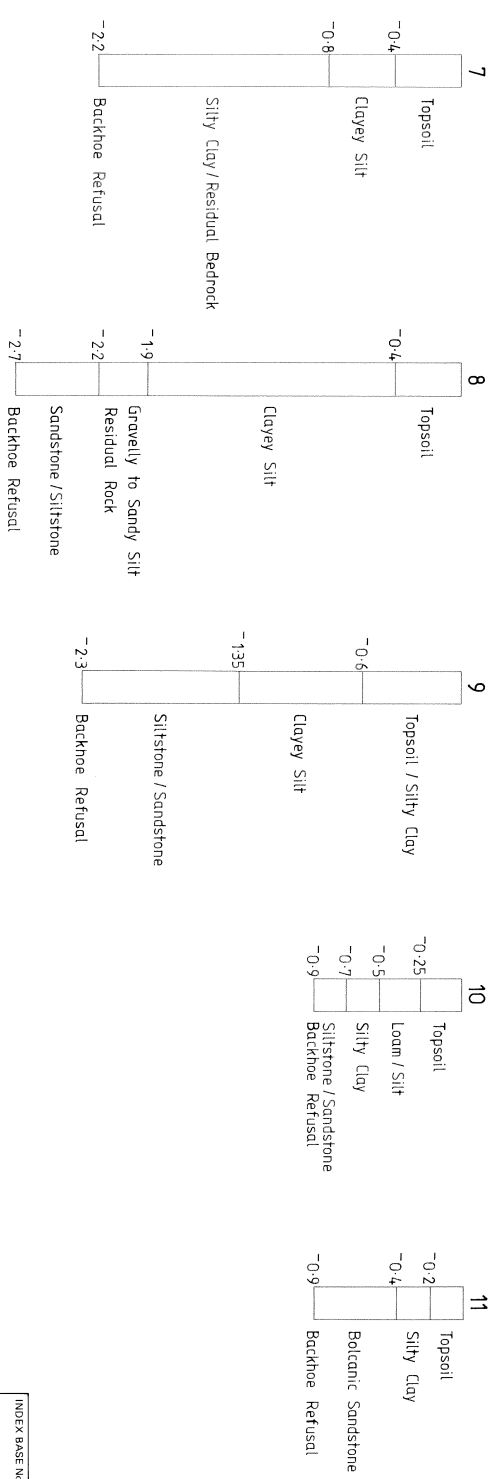 7
-0·4
Topsoil
-0·8
Clayey Silt
Silty Clay / Residual Bedrock
-2·2
Backhoe Refusal
8
-0·4
Topsoil
Clayey Silt
-1·9
Gravelly to Sandy Silt
Residual Rock
-2·2
Sandstone / Siltstone
-2·7
Backhoe Refusal
9
-0·6
Topsoil / Silty Clay
Clayey Silt
-1·35
Siltstone / Sandstone
-2·3
Backhoe Refusal
10
-0·25
Topsoil
-0·5
Loam / Silt
-0·7
Silty Clay
-0·9
Siltstone / Sandstone
Backhoe Refusal
11
-0·2
Topsoil
-0·4
Silty Clay
Bolcanic Sandstone
-0·9
Backhoe Refusal
INDEX BASE No